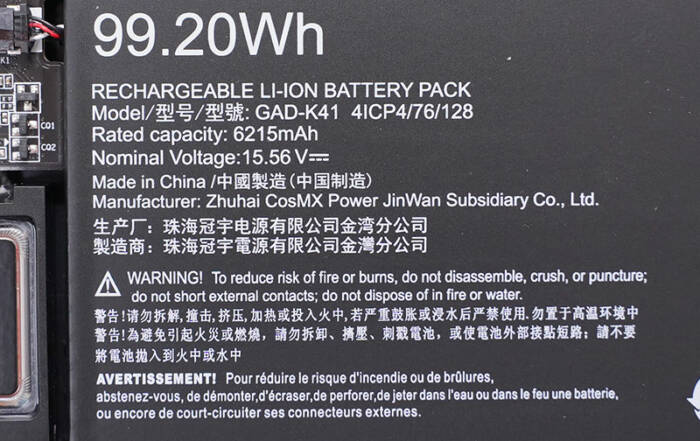 99.20Wh
K1
RECHARGEABLE LI-ION BATTERY PACK
Model/型号/型號: GAD-K41 4ICP4/76/128
Rated capacity: 6215mAh
CQ1
Nominal Voltage:15.56V
CQ2
Made in China /中國製造(中国制造)
Manufacturer: Zhuhai CosMX Power JinWan Subsidiary Co., Ltd.
生产厂: 珠海冠宇电源有限公司金湾分公司
製造商: 珠海冠宇電源有限公司金灣分公司
WARNING! To reduce risk of fire or burns, do not disassemble, crush, or puncture;
do not short external contacts; do not dispose of in fire or water.
警告!请勿拆解,撞击,挤压,加热或投入火中,若严重鼓胀或浸水后严禁使用.勿置于高温环境中
警告!為避免引起火災或燃燒，請勿拆卸、擠壓、刺戳電池，或使電池外部接點短路；請不要
將電池拋入到火中或水中
AVERTISSEMENT! Pour réduire le risque d'incendie ou de brûlures,
abstenez-vous, de démonter,d'écraser,de perforer,de jeter dans l'eau ou dans le feu une batterie,
ou encore de court-circuiter ses connecteurs externes.